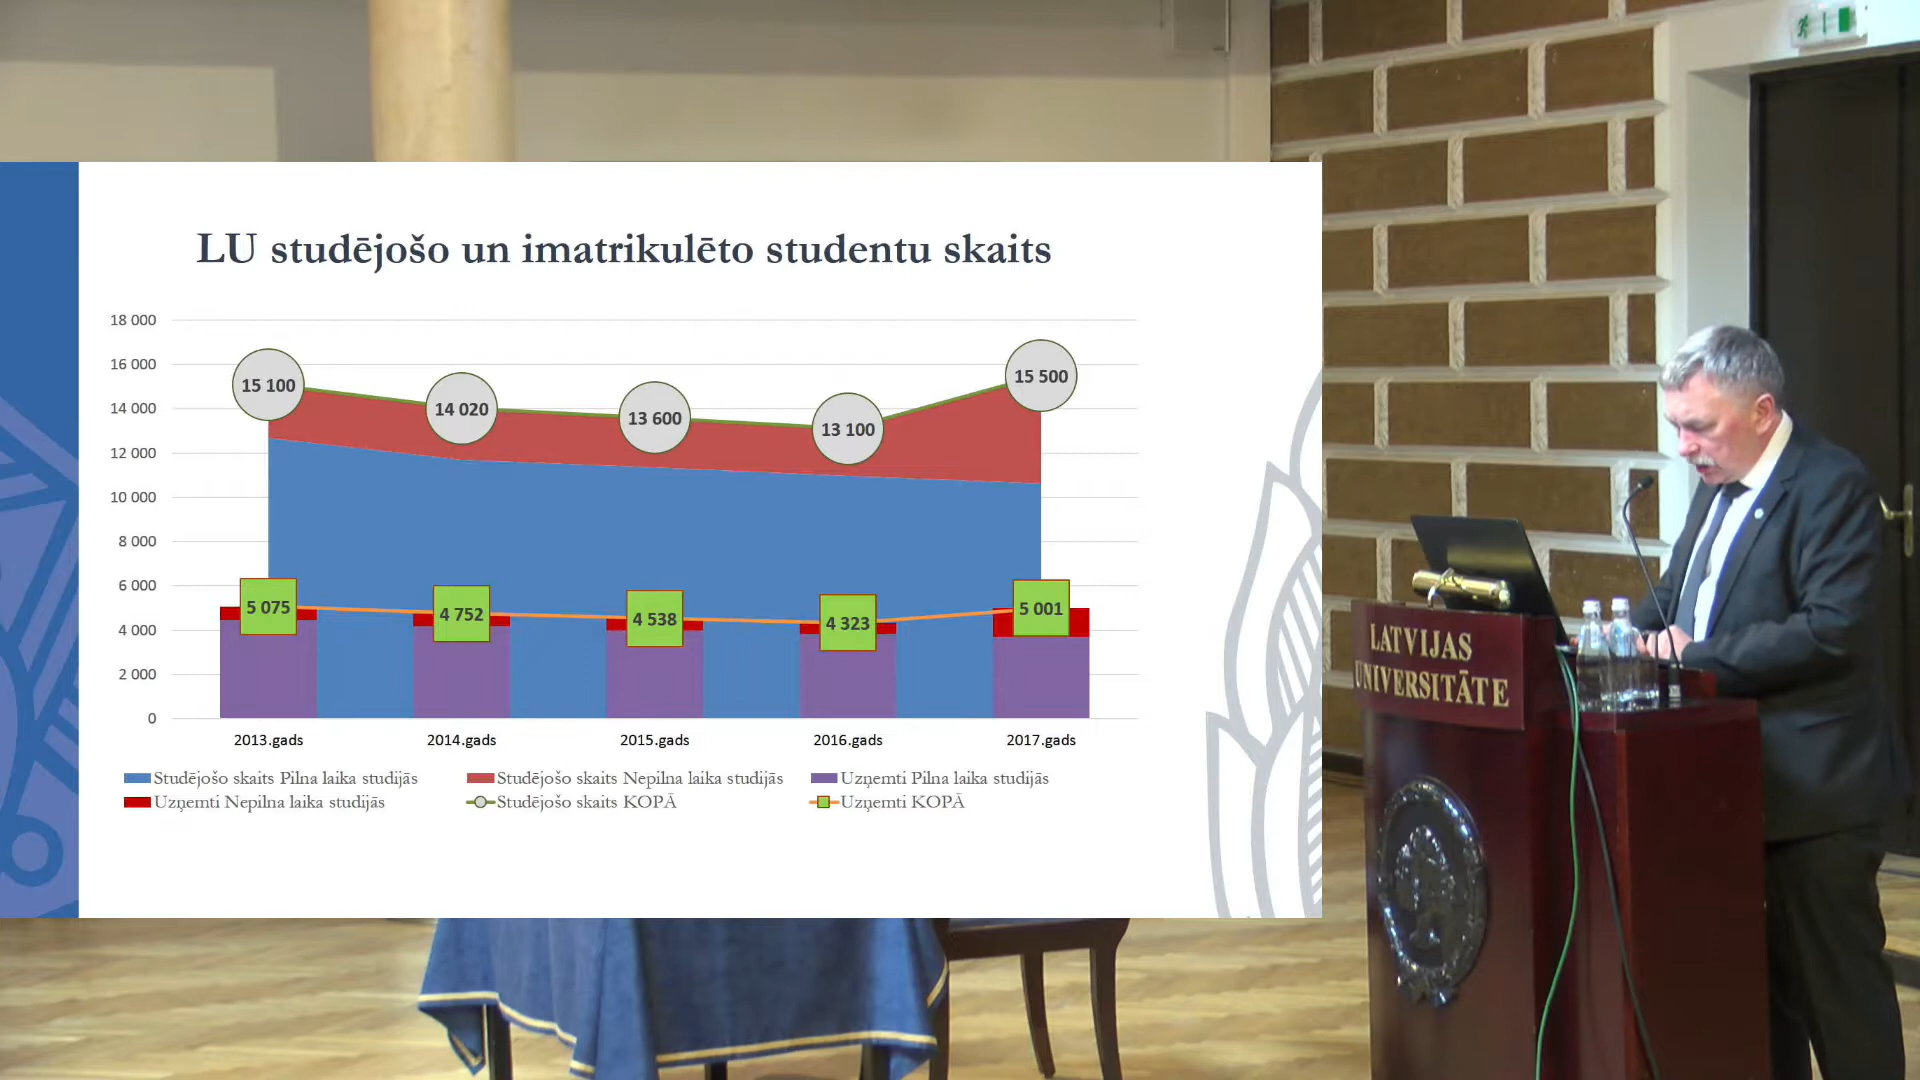 LU studējošo un imatrikulēto studentu skaits
18 000
16 000
14 000
12 000
10 000
8 000
6 000
4 000
2 000
0
15 100
14 020
13 600
13 100
15 500
5 075
4 752
4 538
4 323
5 001
2013.gads
2014.gads
2015.gads
2016.gads
2017.gads
Studējošo skaits Pilna laika studijās
Studējošo skaits Nepilna laika studijās
Uzņemti Pilna laika studijās
Uzņemti Nepilna laika studijās
Studējošo skaits KOPĀ
Uzņemti KOPĀ
LATVIJAS
UNIVERSITĀTE